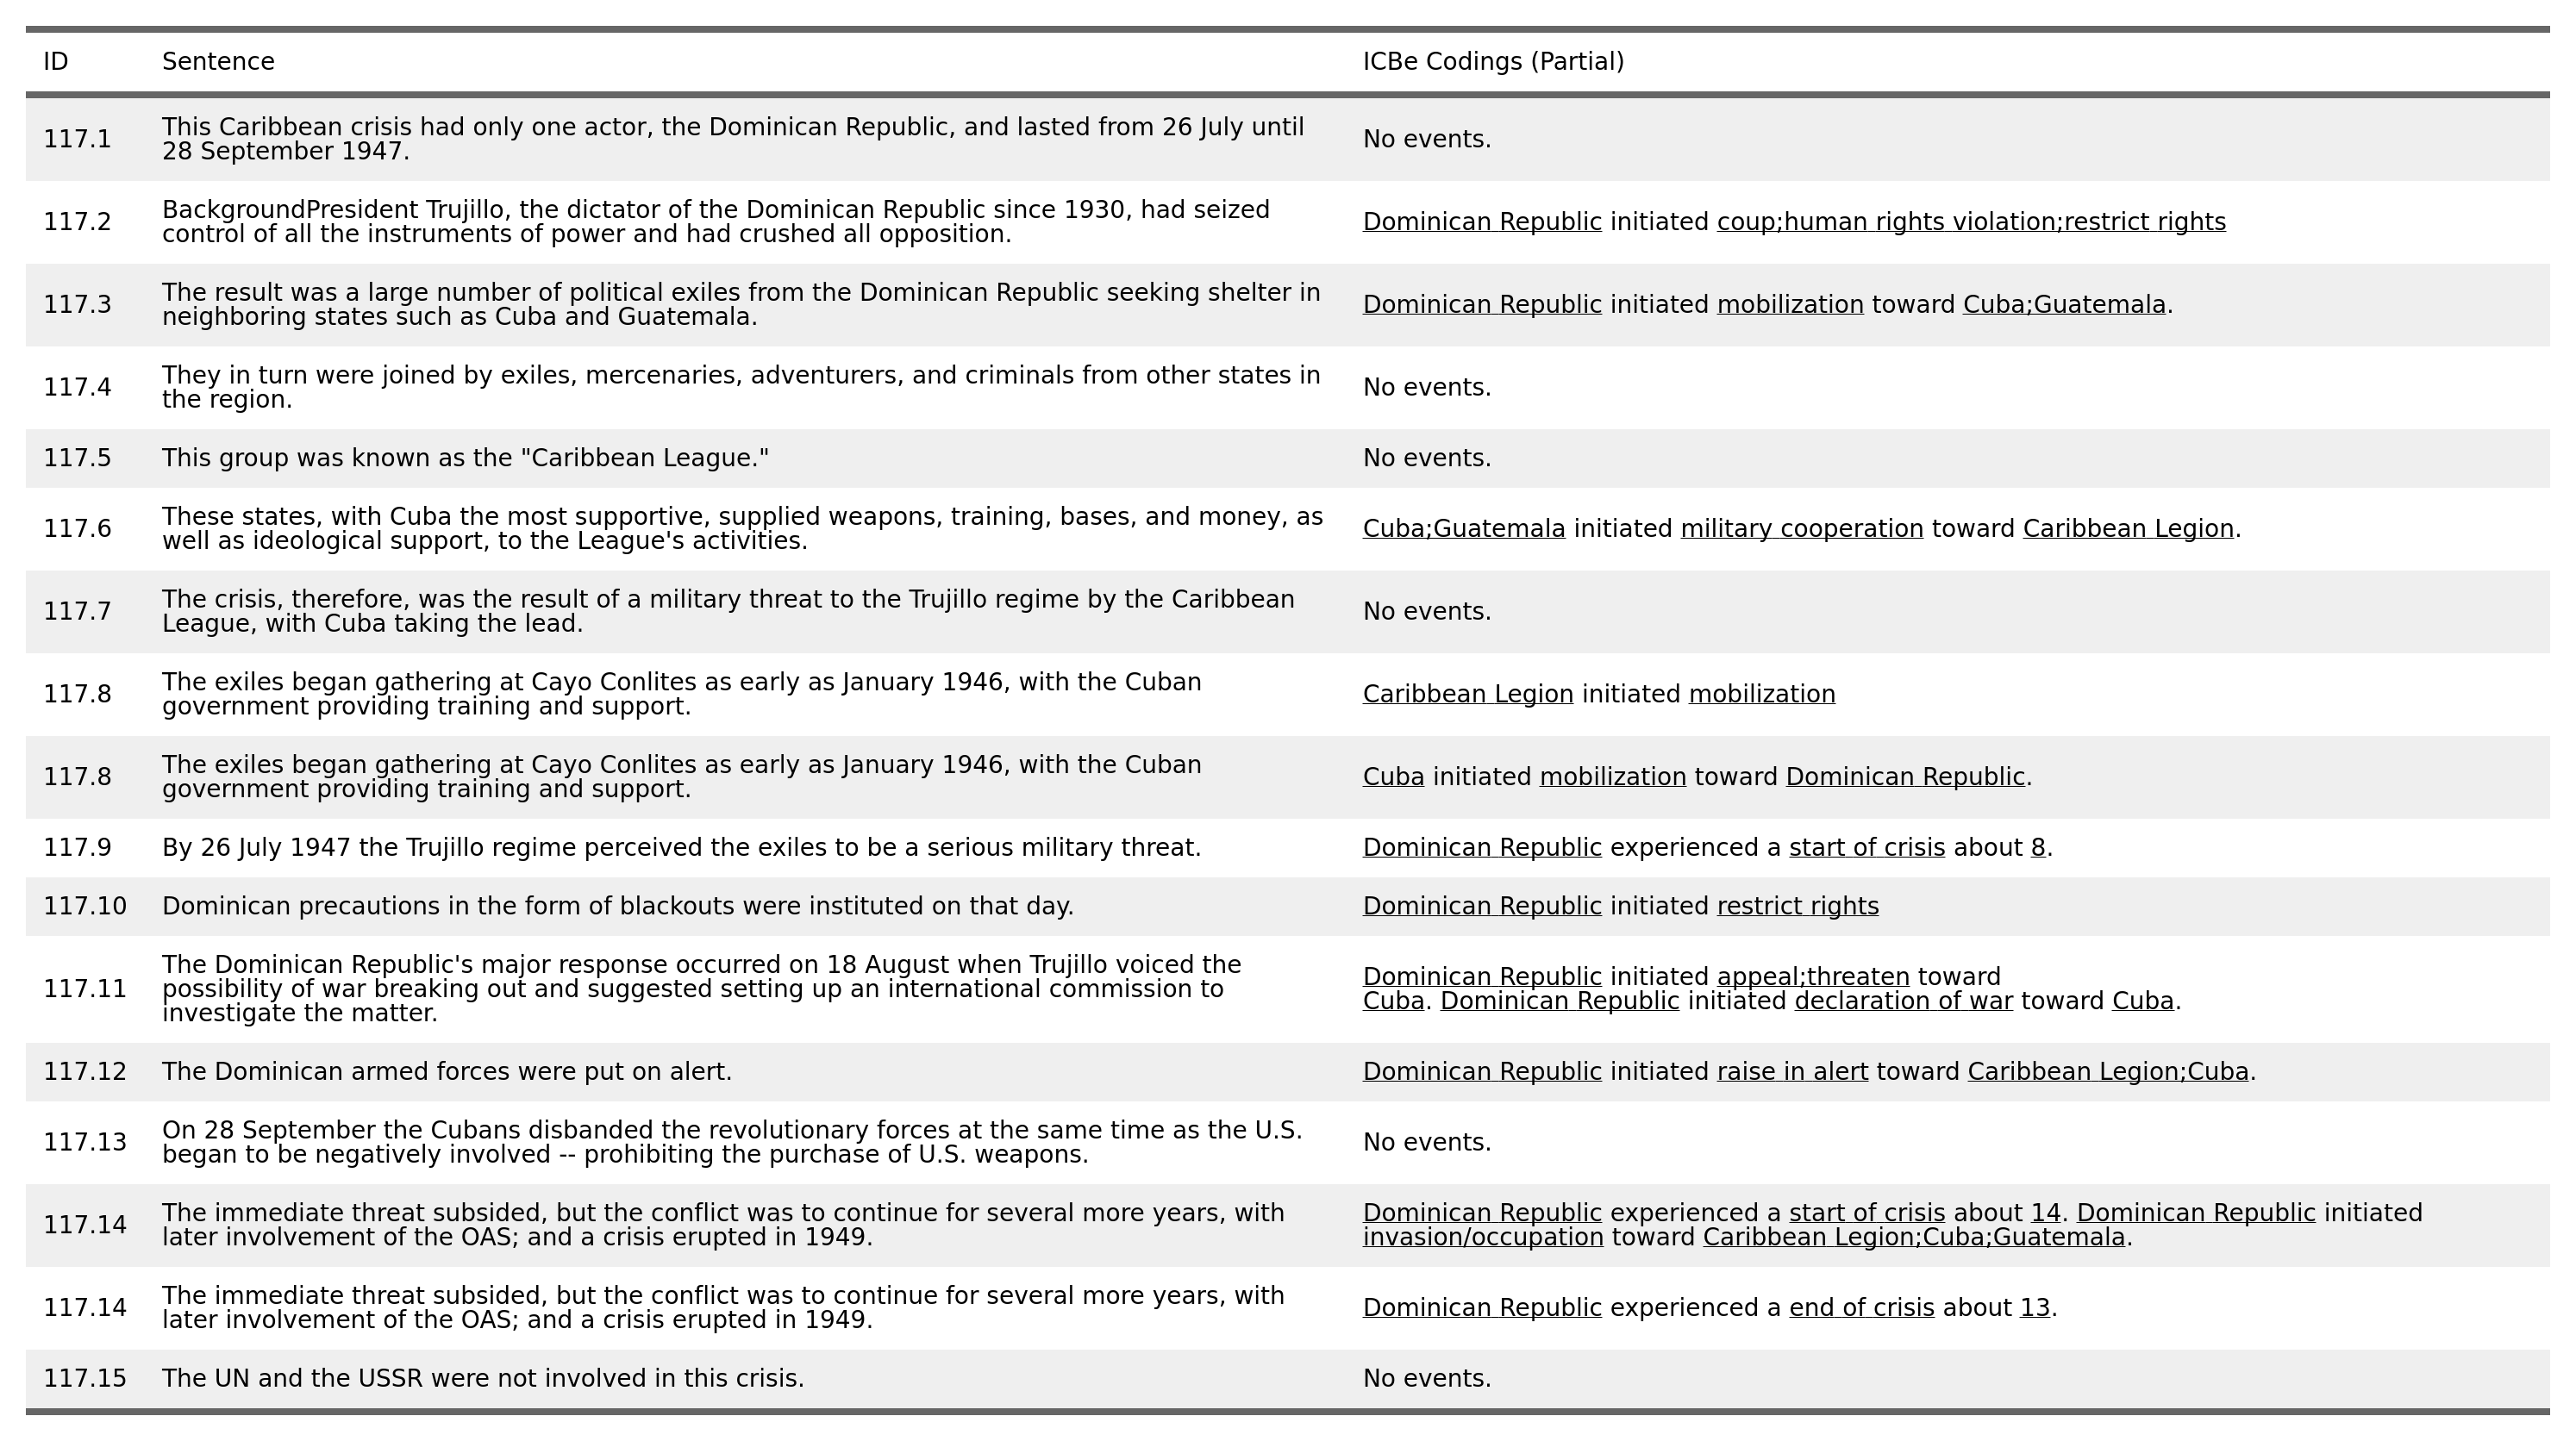 ID Sentence ICBe Codings (Partial)
117.1 This Caribbean crisis had only one actor, the Dominican Republic, and lasted from 26 July until
28 September 1947.
No events.
117.2 BackgroundPresident Trujillo, the dictator of the Dominican Republic since 1930, had seized
control of all the instruments of power and had crushed all opposition.
Dominican Republic initiated coup;human rights violation;restrict rights
117.3 The result was a large number of political exiles from the Dominican Republic seeking shelter in
neighboring states such as Cuba and Guatemala.
Dominican Republic initiated mobilization toward Cuba;Guatemala.
117.4 They in turn were joined by exiles, mercenaries, adventurers, and criminals from other states in
the region.
No events.
117.5 This group was known as the "Caribbean League." No events.
117.6 These states, with Cuba the most supportive, supplied weapons, training, bases, and money, as
well as ideological support, to the League's activities.
Cuba;Guatemala initiated military cooperation toward Caribbean Legion.
117.7 The crisis, therefore, was the result of a military threat to the Trujillo regime by the Caribbean
League, with Cuba taking the lead.
No events.
117.8 The exiles began gathering at Cayo Conlites as early as January 1946, with the Cuban
government providing training and support.
Caribbean Legion initiated mobilization
117.8 The exiles began gathering at Cayo Conlites as early as January 1946, with the Cuban
government providing training and support.
Cuba initiated mobilization toward Dominican Republic.
117.9 By 26 July 1947 the Trujillo regime perceived the exiles to be a serious military threat. Dominican Republic experienced a start of crisis about 8.
117.10 Dominican precautions in the form of blackouts were instituted on that day. Dominican Republic initiated restrict rights
117.11 The Dominican Republic's major response occurred on 18 August when Trujillo voiced the
possibility of war breaking out and suggested setting up an international commission to
investigate the matter.
Dominican Republic initiated appeal;threaten toward
Cuba. Dominican Republic initiated declaration of war toward Cuba.
117.12 The Dominican armed forces were put on alert. Dominican Republic initiated raise in alert toward Caribbean Legion;Cuba.
117.13 On 28 September the Cubans disbanded the revolutionary forces at the same time as the U.S.
began to be negatively involved -- prohibiting the purchase of U.S. weapons.
No events.
117.14 The immediate threat subsided, but the conflict was to continue for several more years, with
later involvement of the OAS; and a crisis erupted in 1949.
Dominican Republic experienced a start of crisis about 14. Dominican Republic initiated
invasion/occupation toward Caribbean Legion;Cuba;Guatemala.
117.14 The immediate threat subsided, but the conflict was to continue for several more years, with
later involvement of the OAS; and a crisis erupted in 1949.
Dominican Republic experienced a end of crisis about 13.
117.15 The UN and the USSR were not involved in this crisis. No events.